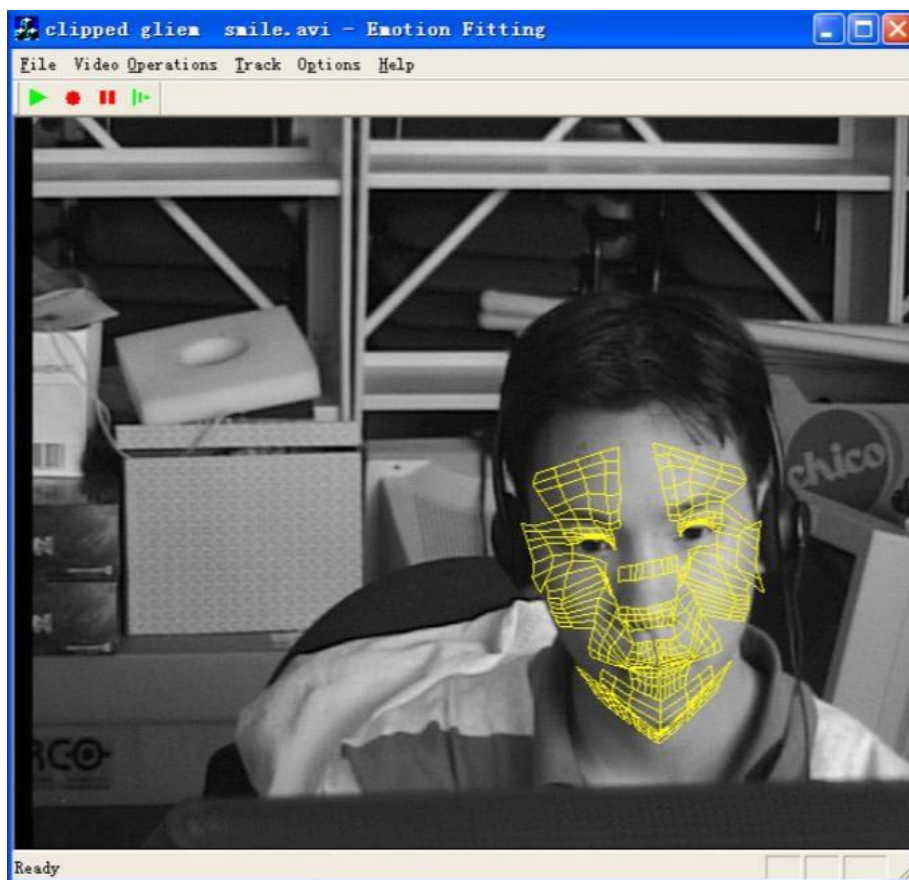 clipped gliem  smile.avi - Emotion Fitting
File Video Operations Track Options Help
chico
RCO
Ready